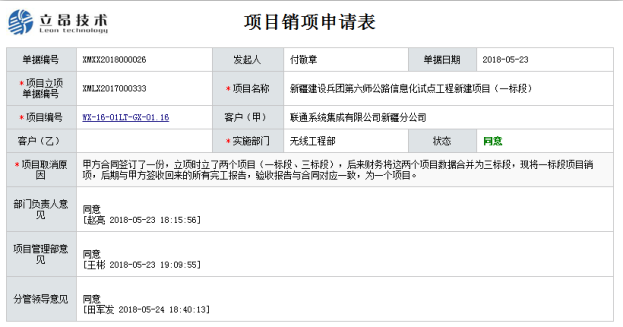 立昂技术
Leon technology
项目销项申请表
单据编号 XMXX2018000026 发起人 付敬章 单据日期 2018-05-23
*项目立项单据编号 XMLX2017000333 *项目名称 新疆建设兵团第六师公路信息化试点工程新建项目（一标段）
*项目编号 WX-16-01LT-GX-01.16 客户（甲） 联通系统集成有限公司新疆分公司
客户（乙） *实施部门 无线工程部 状态 同意
*项目取消原因 甲方合同签订了一份，立项时立了两个项目（一标段、三标段），后来财务将这两个项目数据合并为三标段，现将一标段项目销
项，后期与甲方签收回来的所有完工报告，验收报告与合同对应一致，为一个项目。
部门负责人意见 同意
[赵亮 2018-05-23 18:15:56]
项目管理部意见 同意
[王彬 2018-05-23 19:09:55]
分管领导意见 同意
[田军发 2018-05-24 18:40:13]